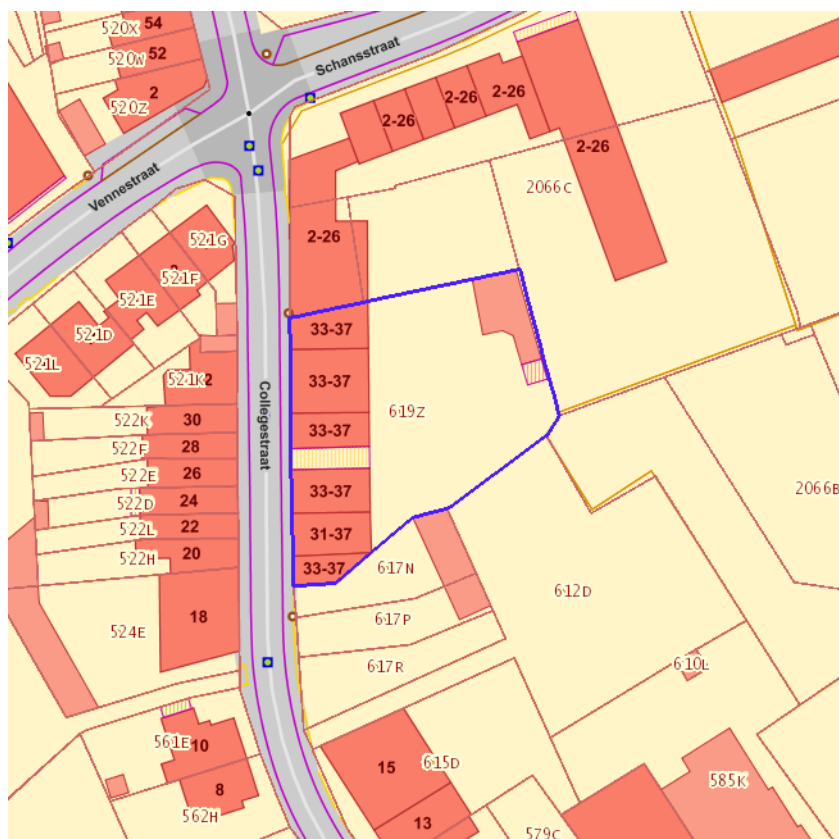 54
520X
52
520W
2
520Z
Schansstraat
2-26
2-26
2-26
2-26
2066C
Vennestraat
521G
521F
2-26
521E
521D
521L
33-37
521K
2
33-37
Collegestraat
619Z
522K
30
33-37
522F
28
522E
26
33-37
2066B
522D
24
522L
22
31-37
522H
20
33-37
617N
612D
18
617P
524E
617R
610L
561E
10
15
615D
585K
8
562H
13
579C